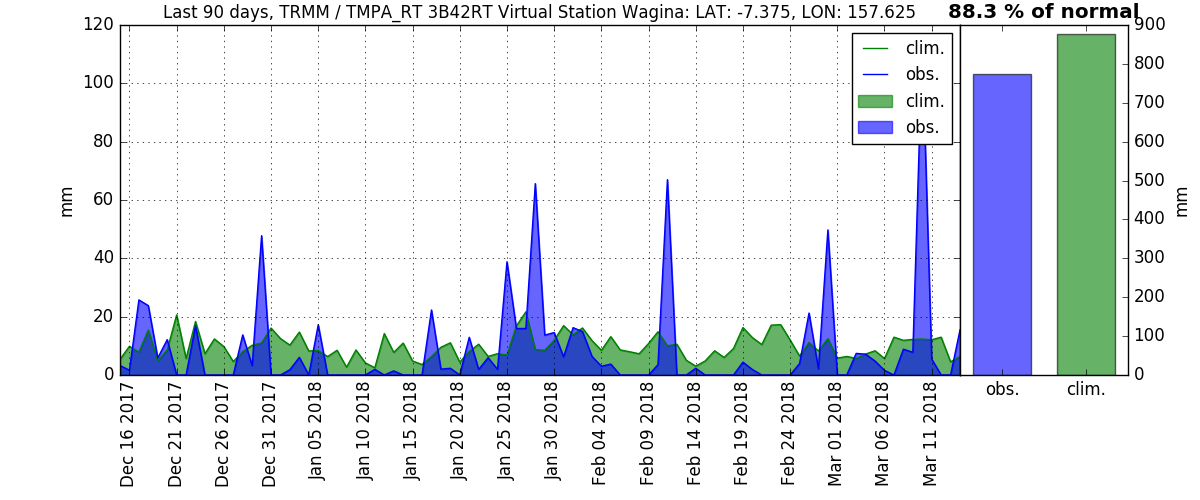 Last 90 days, TRMM / TMPA_RT 3B42RT Virtual Station Wagina: LAT: -7.375, LON: 157.625
88.3 % of normal
120
100
80
60
40
20
0
mm
clim.
obs.
clim.
obs.
900
800
700
600
500
400
300
200
100
0
mm
Dec 16 2017
Dec 21 2017
Dec 26 2017
Dec 31 2017
Jan 05 2018
Jan 10 2018
Jan 15 2018
Jan 20 2018
Jan 25 2018
Jan 30 2018
Feb 04 2018
Feb 09 2018
Feb 14 2018
Feb 19 2018
Feb 24 2018
Mar 01 2018
Mar 06 2018
Mar 11 2018
obs.
clim.